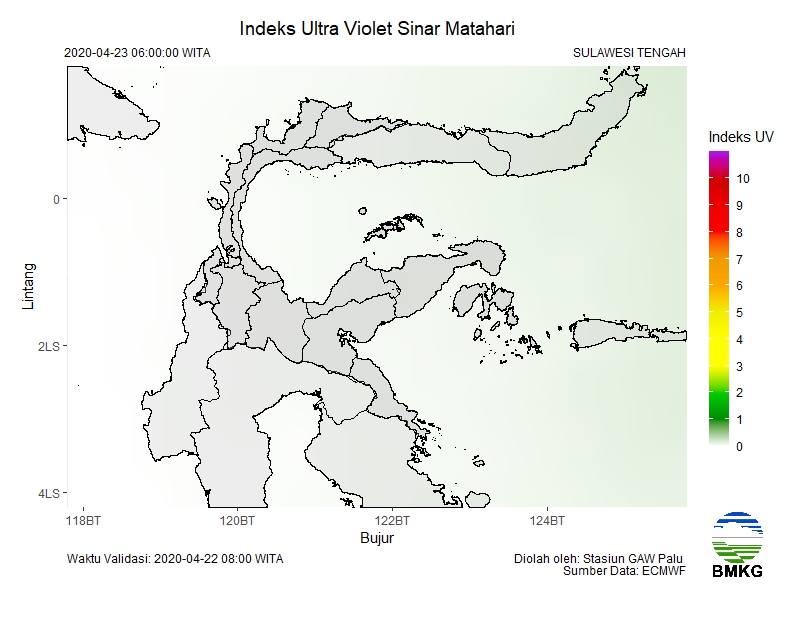 Indeks Ultra Violet Sinar Matahari
2020-04-23 06:00:00 WITA
SULAWESI TENGAH
Indeks UV
10
9
8
7
6
5
4
3
2
1
0
Lintang
0
2LS
4LS
118BT
120BT
122BT
124BT
Bujur
Waktu Validasi: 2020-04-22 08:00 WITA
Diolah oleh: Stasiun GAW Palu
Sumber Data: ECMWF
BMKG